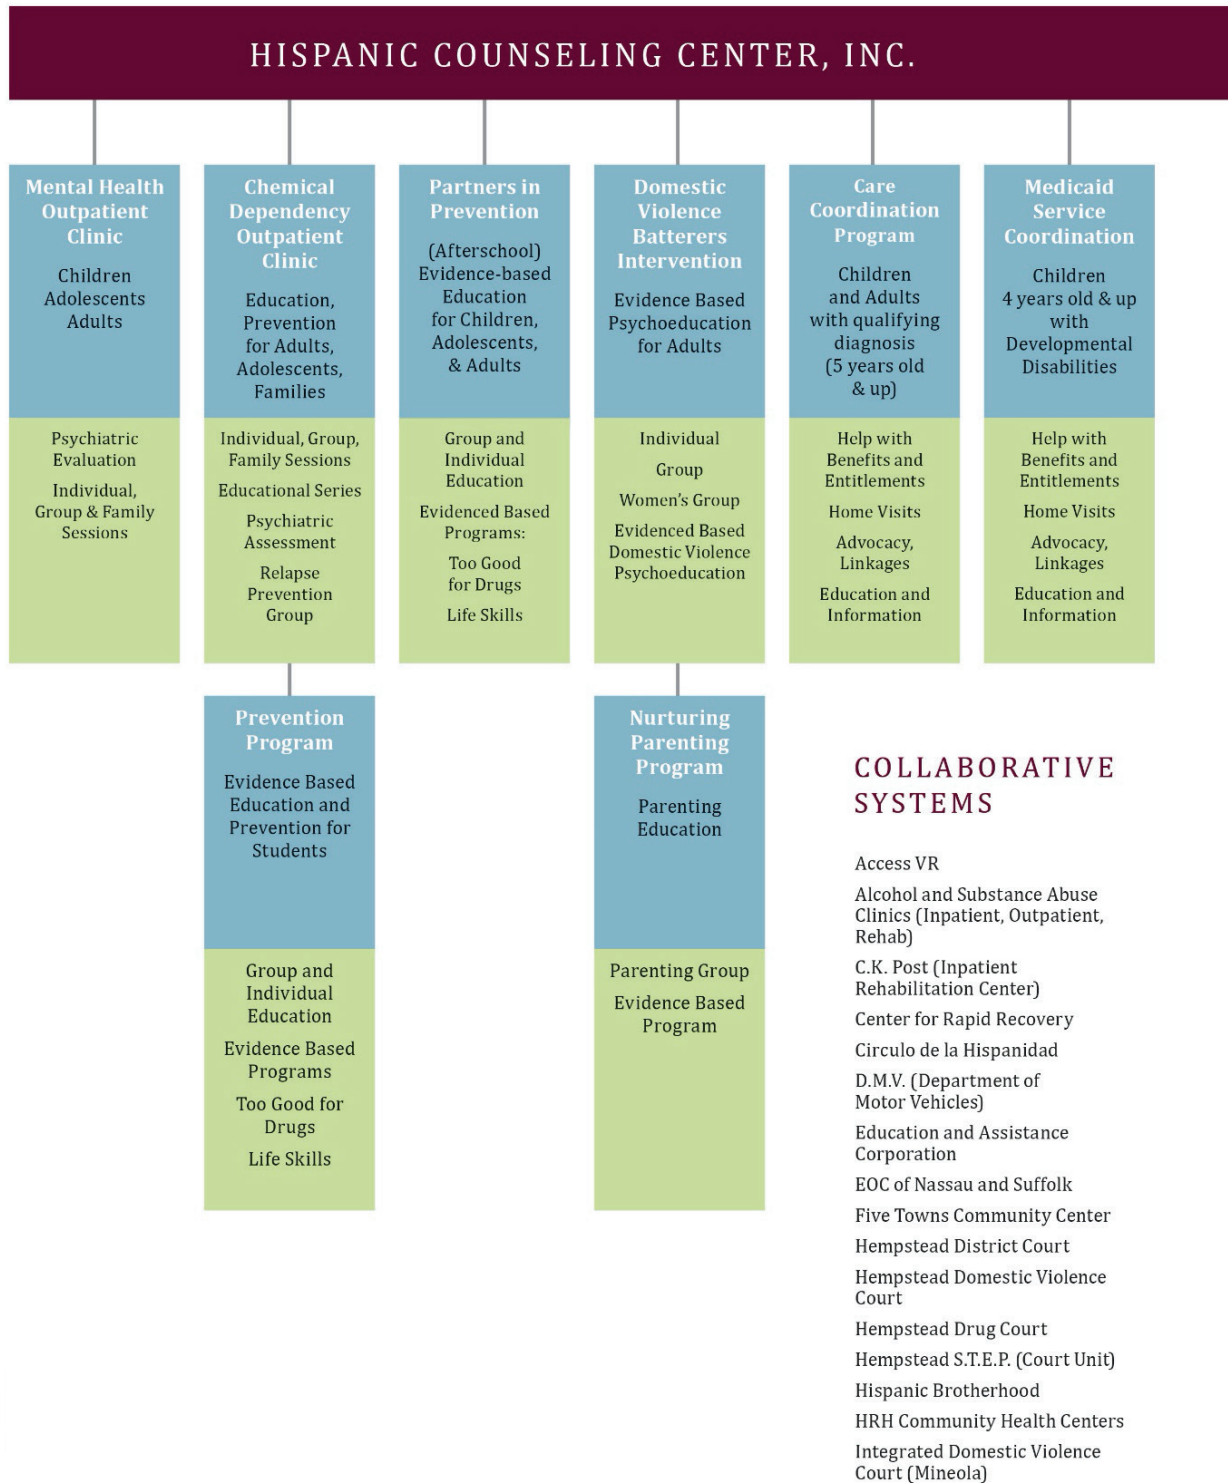 HISPANIC COUNSELING CENTER, INC.
Mental Health
Outpatient
Clinic
Children
Adolescents
Adults
Psychiatric
Evaluation
Individual,
Group & Family
Sessions
Chemical
Dependency
Outpatient
Clinic
Education,
Prevention
for Adults,
Adolescents,
Families
Individual, Group,
Family Sessions
Educational Series
Psychiatric
Assessment
Relapse
Prevention
Group
Partners in
Prevention
(Afterschool)
Evidence-based
Education
for Children,
Adolescents,
& Adults
Group and
Individual
Education
Evidenced Based
Programs:
Too Good
for Drugs
Life Skills
Domestic
Violence
Batterers
Intervention
Evidence Based
Psychoeducation
for Adults
Individual
Group
Women's Group
Evidenced Based
Domestic Violence
Psychoeducation
Care
Coordination
Program
Children
and Adults
with qualifying
diagnosis
(5 years old
& up)
Help with
Benefits and
Entitlements
Home Visits
Advocacy,
Linkages
Education and
Information
Medicaid
Service
Coordination
Children
4 years old & up
with
Developmental
Disabilities
Help with
Benefits and
Entitlements
Home Visits
Advocacy,
Linkages
Education and
Information
Prevention
Program
Evidence Based
Education and
Prevention for
Students
Group and
Individual
Education
Evidence Based
Programs
Too Good for
Drugs
Life Skills
Nurturing
Parenting
Program
Parenting
Education
Parenting Group
Evidence Based
Program
COLLABORATIVE
SYSTEMS
Access VR
Alcohol and Substance Abuse
Clinics (Inpatient, Outpatient,
Rehab)
C.K. Post (Inpatient
Rehabilitation Center)
Center for Rapid Recovery
Circulo de la Hispanidad
D.M.V. (Department of
Motor Vehicles)
Education and Assistance
Corporation
EOC of Nassau and Suffolk
Five Towns Community Center
Hempstead District Court
Hempstead Domestic Violence
Court
Hempstead Drug Court
Hempstead S.T.E.P. (Court Unit)
Hispanic Brotherhood
HRH Community Health Centers
Integrated Domestic Violence
Court (Mineola)